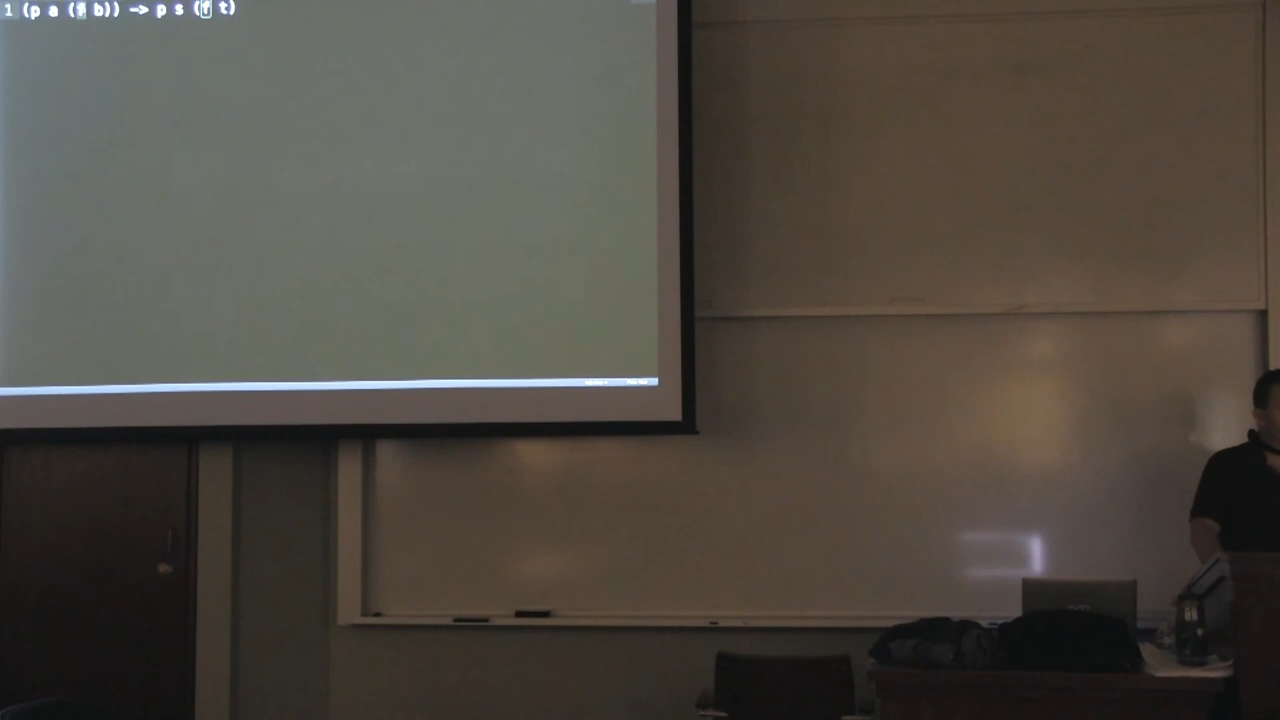 1 (p a (f b)) -> p s (f t)